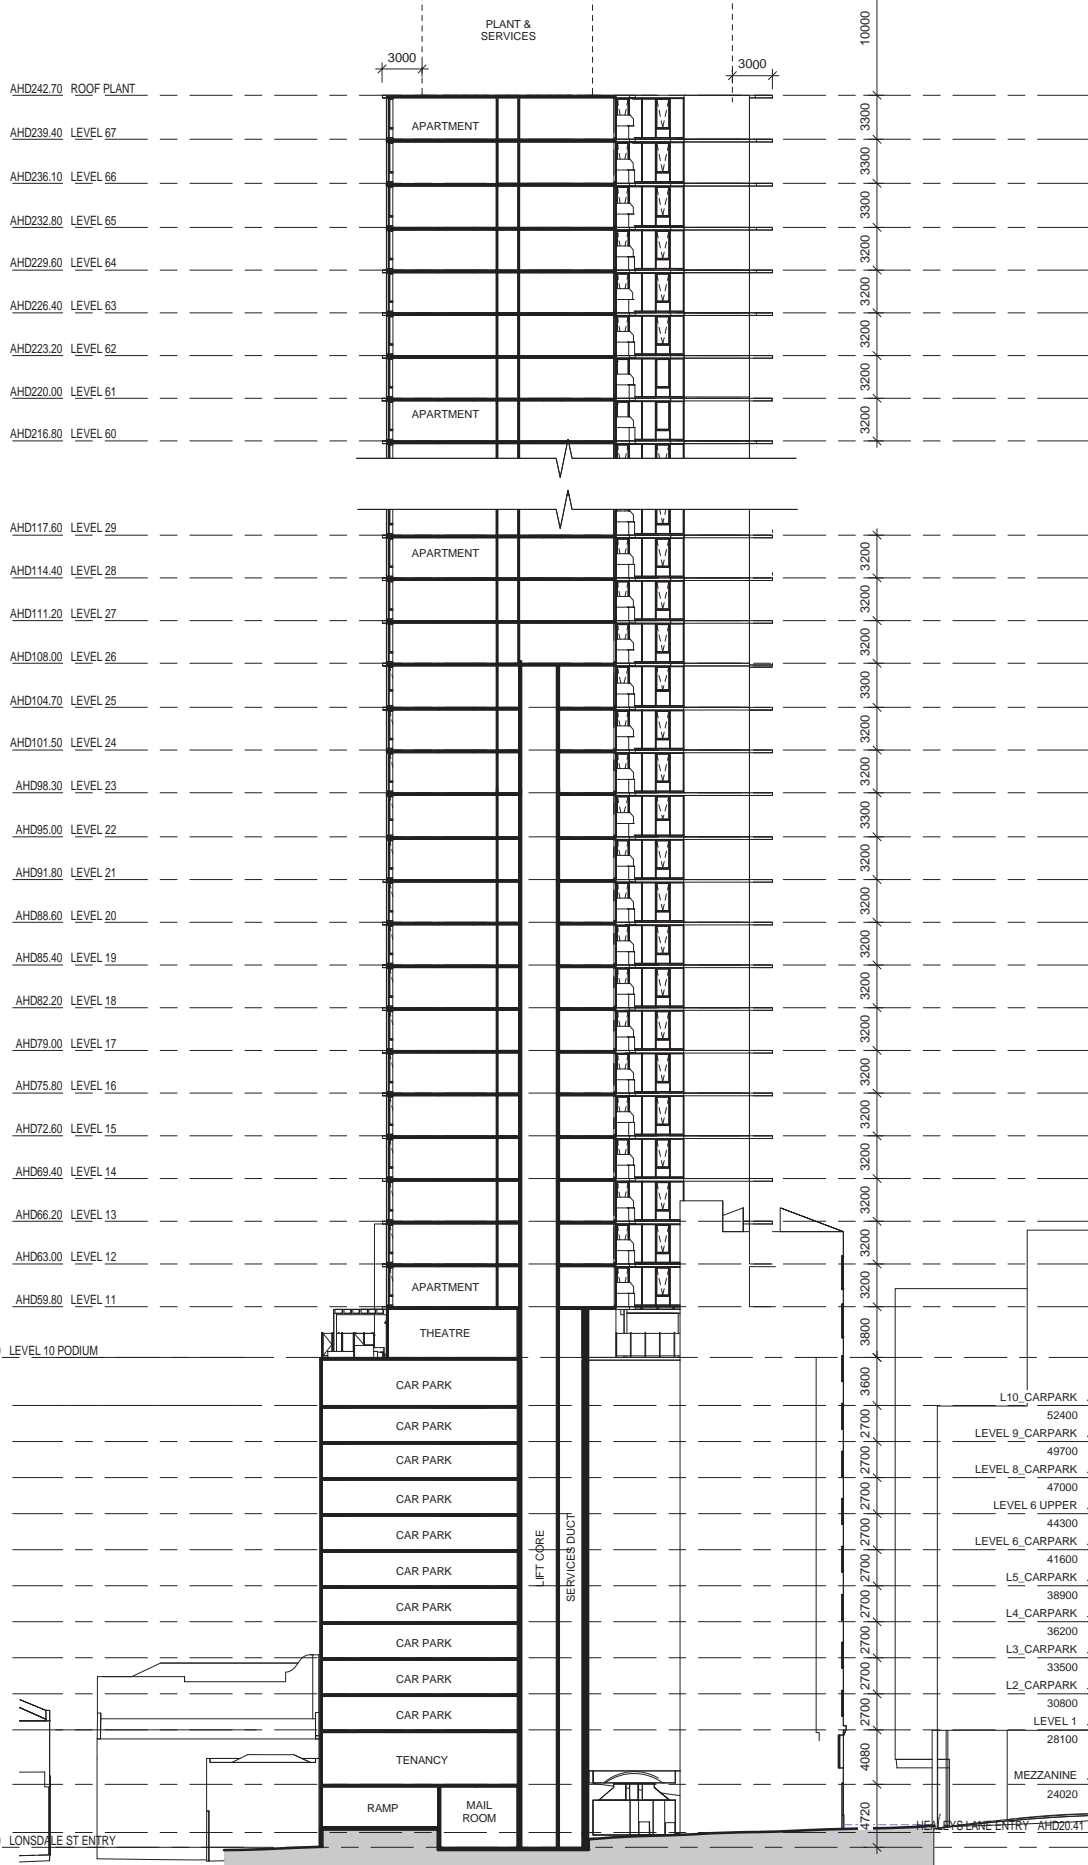 PLANT &
SERVICES
10000
3000
3000
AHD242.70 ROOF PLANT
APARTMENT
3300
AHD239.40 LEVEL 67
3300
AHD236.10 LEVEL 66
3300
AHD232.80 LEVEL 65
3200
AHD229.60 LEVEL 64
3200
AHD226.40 LEVEL 63
3200
AHD223.20 LEVEL 62
3200
AHD220.00 LEVEL 61
APARTMENT
3200
AHD216.80 LEVEL 60
AHD117.60 LEVEL 29
APARTMENT
3200
AHD114.40 LEVEL 28
3200
AHD111.20 LEVEL 27
3200
AHD108.00 LEVEL 26
3300
AHD104.70 LEVEL 25
3200
AHD101.50 LEVEL 24
3200
AHD98.30 LEVEL 23
3300
AHD95.00 LEVEL 22
3200
AHD91.80 LEVEL 21
3200
AHD88.60 LEVEL 20
3200
AHD85.40 LEVEL 19
3200
AHD82.20 LEVEL 18
3200
AHD79.00 LEVEL 17
3200
AHD75.80 LEVEL 16
3200
AHD72.60 LEVEL 15
3200
AHD69.40 LEVEL 14
3200
AHD66.20 LEVEL 13
3200
AHD63.00 LEVEL 12
APARTMENT
3200
AHD59.80 LEVEL 11
THEATRE
3800
LEVEL 10 PODIUM
CAR PARK
3600
L10_CARPARK
52400
CAR PARK
2700
LEVEL 9_CARPARK
49700
CAR PARK
2700
LEVEL 8_CARPARK
47000
CAR PARK
2700
LEVEL 6 UPPER
44300
CAR PARK
2700
LEVEL 6_CARPARK
41600
LIFT CORE
SERVICES DUCT
CAR PARK
2700
L5_CARPARK
38900
CAR PARK
2700
L4_CARPARK
36200
CAR PARK
2700
L3_CARPARK
33500
CAR PARK
2700
L2_CARPARK
30800
CAR PARK
2700
LEVEL 1
28100
TENANCY
4080
MEZZANINE
24020
RAMP
MAIL
ROOM
4720
HEALEYS LANE ENTRY AHD20.41
LONSDALE ST ENTRY